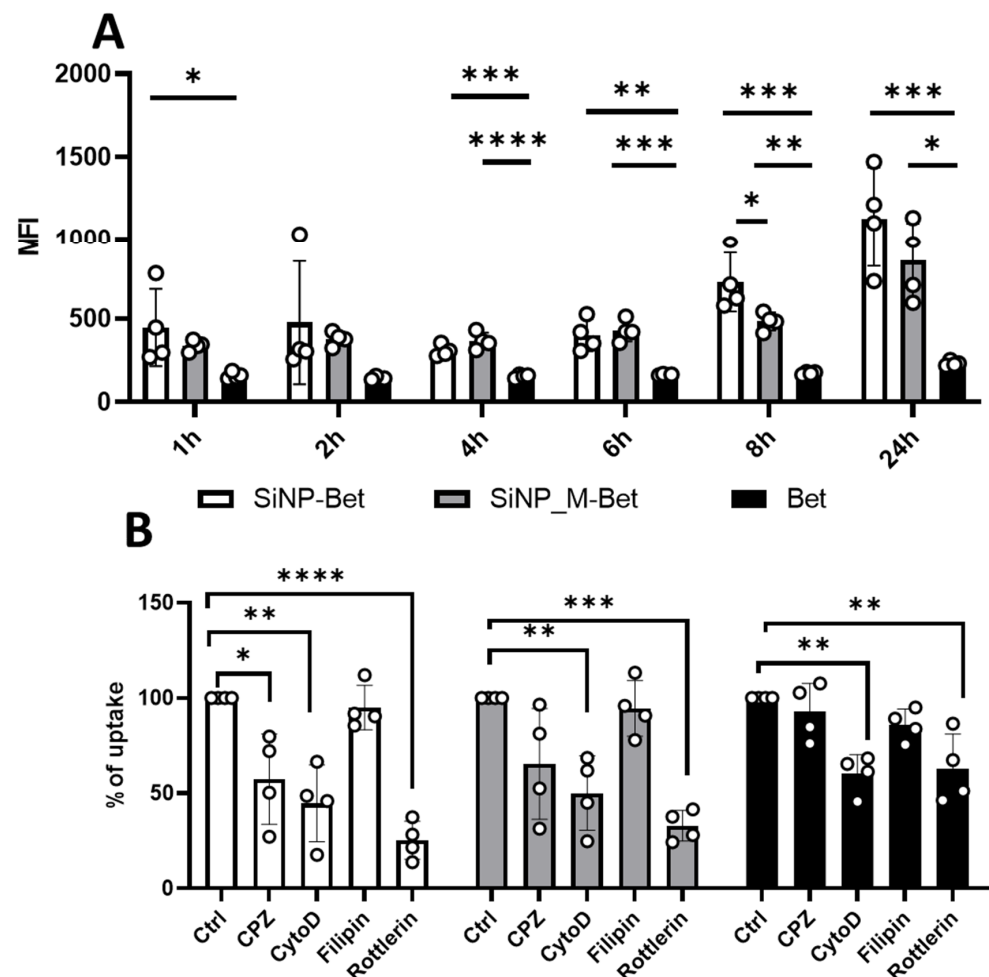 A
2000
1500
1000
500
0
MFI
*
***
****
**
***
***
**
*
***
*
1h
2h
4h
6h
8h
24h
SiNP-Bet
SiNP_M-Bet
Bet
B
150
100
50
0
% of uptake
****
**
*
***
**
**
**
Ctrl
CPZ
CytoD
Filipin
Rottlerin
Ctrl
CPZ
CytoD
Filipin
Rottlerin
Ctrl
CPZ
CytoD
Filipin
Rottlerin